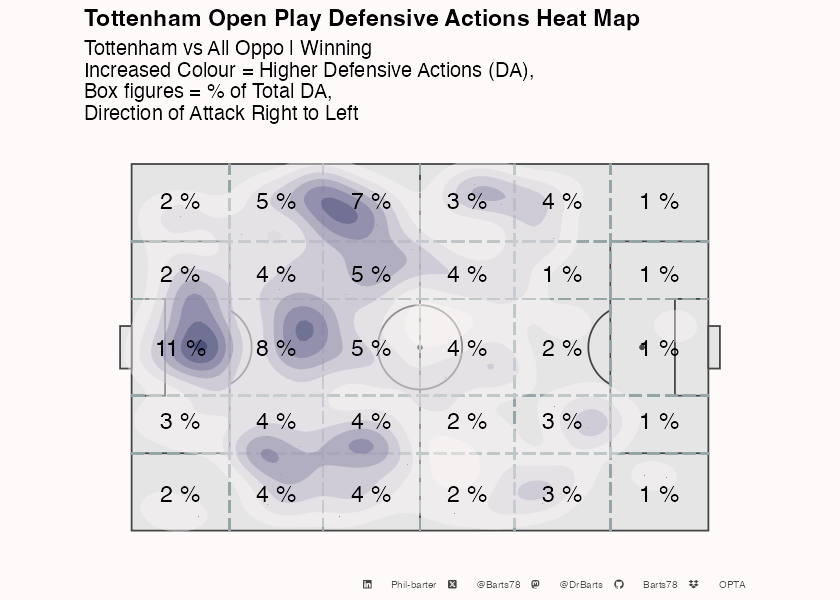 Tottenham Open Play Defensive Actions Heat Map
Tottenham vs All Oppo | Winning
Increased Colour = Higher Defensive Actions (DA),
Box figures = % of Total DA,
Direction of Attack Right to Left
2 % 5 % 7 % 3 % 4 % 1 %
2 % 4 % 5 % 4 % 1 % 1 %
11 % 8 % 5 % 4 % 2 % 1 %
3 % 4 % 4 % 2 % 3 % 1 %
2 % 4 % 4 % 2 % 3 % 1 %
Phil-barter @Barts78 @DrBarts Barts78 OPTA